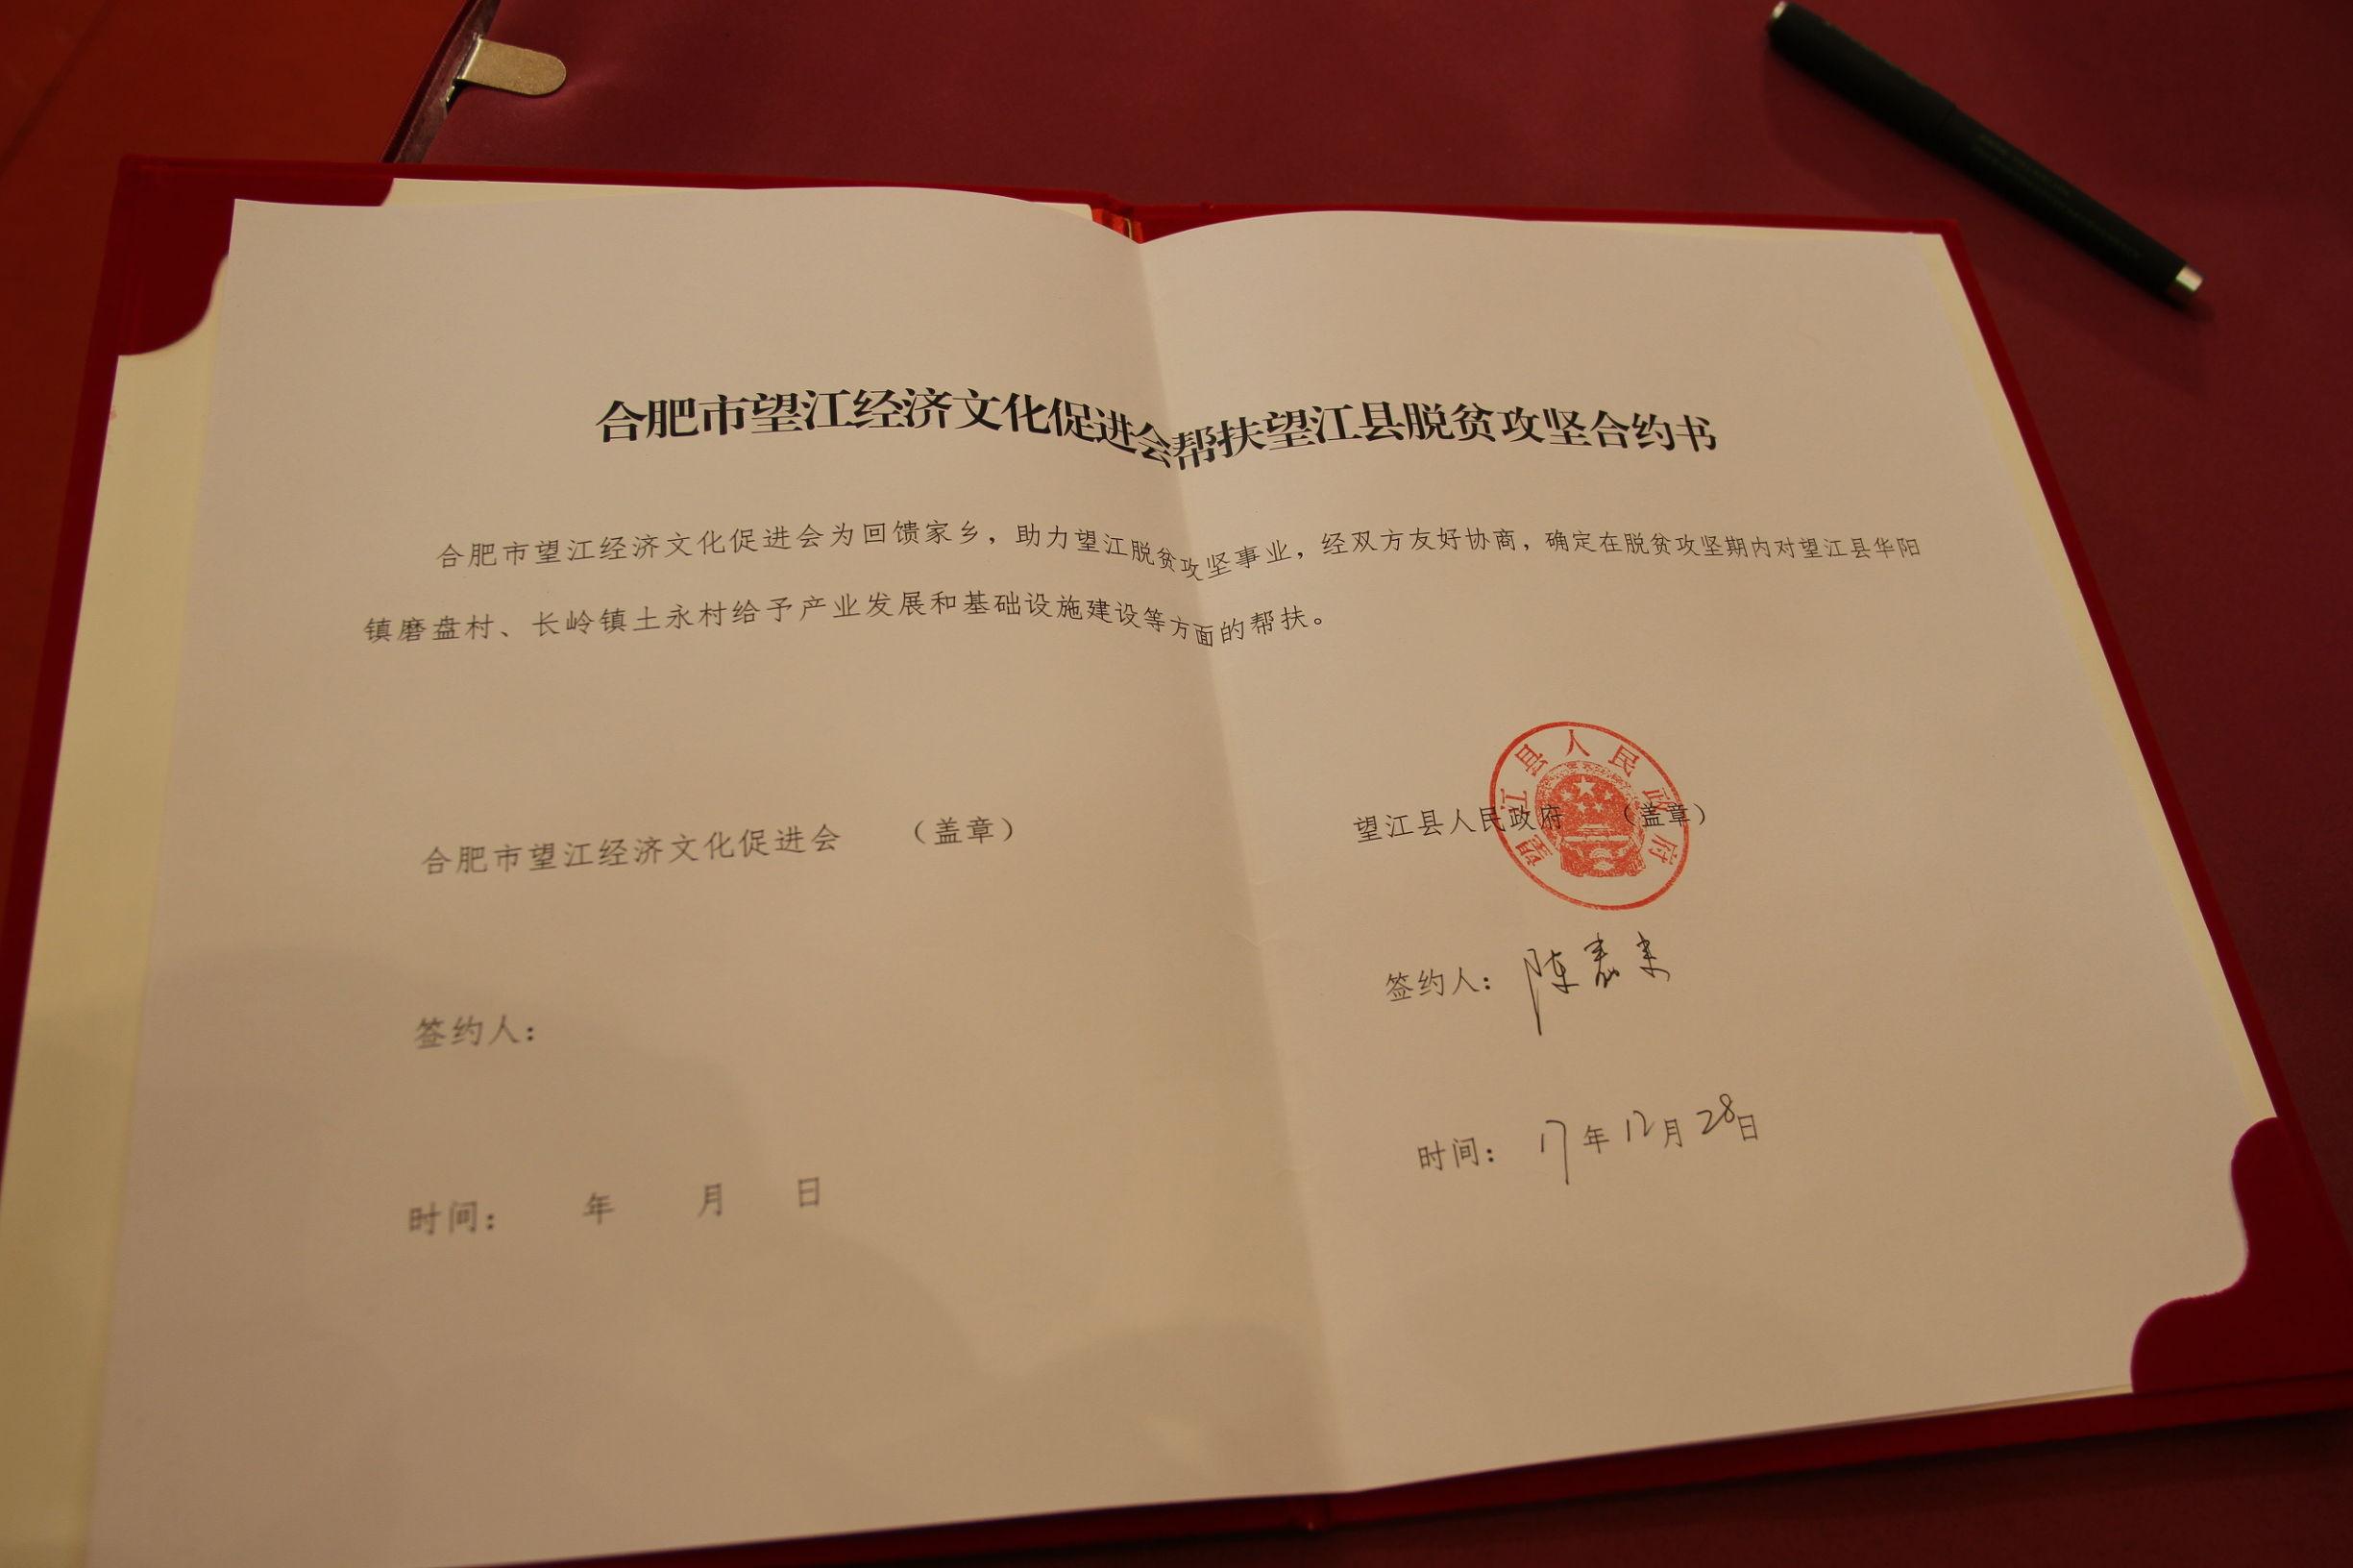 合肥市望江经济文化促进会帮扶望江县脱贫攻坚合约书
合肥市望江经济文化促进会为回馈家乡，助力望江脱贫攻坚事业，经双方友好协商，确定在脱贫攻坚期内对望江县华阳
镇磨盘村、长岭镇土永村给予产业发展和基础设施建设等方面的帮扶。
合肥市望江经济文化促进会 （盖章）
望江县人民政府 （盖章）
望江县人民政府
签约人：
签约人：陈
时间： 年 月 日
时间：17年12月28日